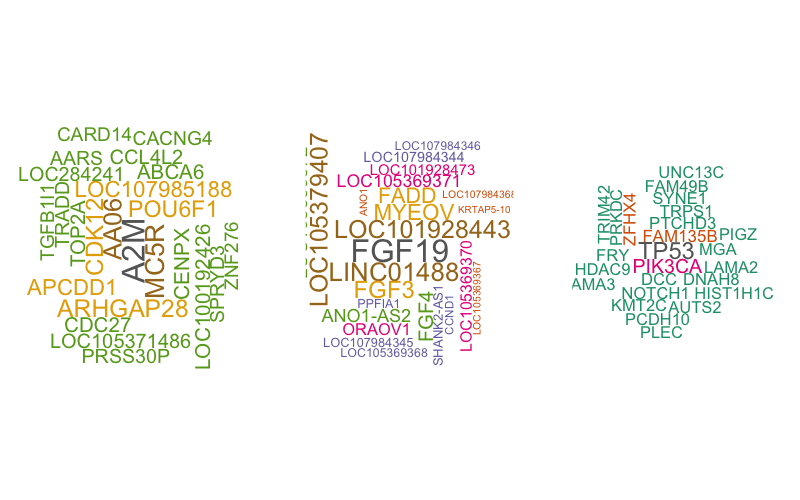 CARD14
CACNG4
AARS
CCL4L2
LOC284241
ABCA6
LOC107985188
POU6F1
TGFB1I1
TRADD
TOP2A
CDK12
AA06
A2M
MC5R
CENPX
LOC100192426
SPRYD3
ZNF276
APCDD1
ARHGAP28
CDC27
LOC105371486
PRSS30P
LOC105379407
LOC107984346
LOC107984344
LOC101928473
LOC105369371
ANO1
FADD
LOC107984368
MYEOV
KRTAP5-10
LOC101928443
FGF19
LINC01488
FGF3
PPFIA1
ANO1-AS2
FGF4
SHANK2-AS1
CCND1
LOC105369370
LOC105369367
ORAOV1
LOC107984345
LOC105369368
UNC13C
FAM49B
SYNE1
TRIM42
PRKDC
ZFHX4
TRPS1
PTCHD3
FAM135B
PIGZ
TP53
MGA
FRY
HDAC9
PIK3CA
LAMA2
AMA3
DCC
DNAH8
NOTCH1
HIST1H1C
KMT2C
AUTS2
PCDH10
PLEC